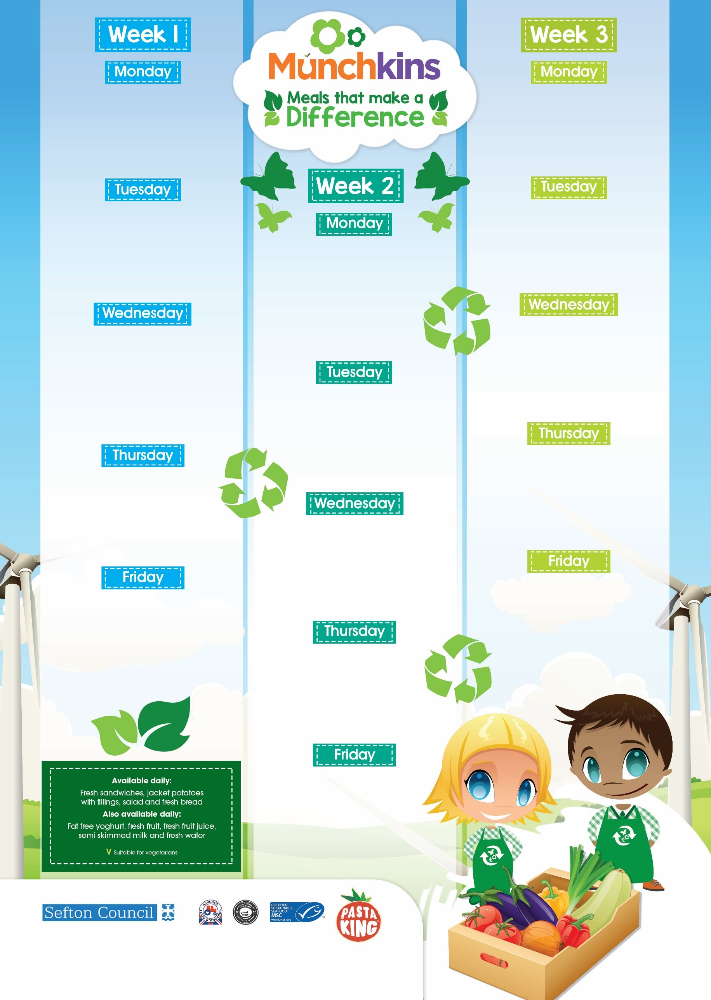 Week 1
Monday
Tuesday
Wednesday
Thursday
Friday
Available daily:
Fresh sandwiches, jacket potatoes
with fillings, salad and fresh bread
Also available daily:
Fat free yoghurt, fresh fruit, fresh fruit juice,
semi skimmed milk and fresh water
V Suitable for vegetarians
Munchkins
Meals that make a
Difference
Week 2
Monday
Tuesday
Wednesday
Thursday
Friday
Week 3
Monday
Tuesday
Wednesday
Thursday
Friday
Sefton Council
ASSURED
FOOD STANDARDS
good
eggs
CERTIFIED
SUSTAINABLE
SEAFOOD
MSC
www.msc.org
TM
PASTA
KING